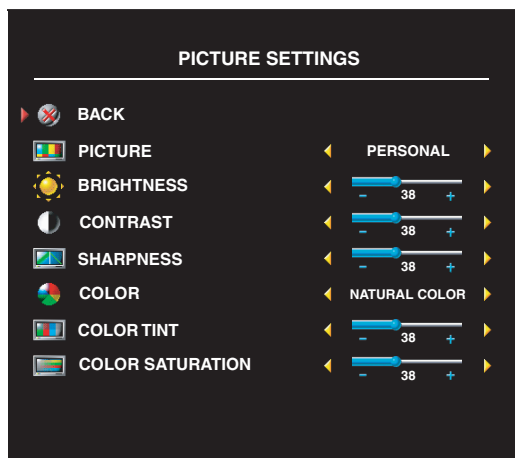 PICTURE SETTINGS
BACK
PICTURE PERSONAL
BRIGHTNESS
- 38 +
CONTRAST
- 38 +
SHARPNESS
- 38 +
COLOR NATURAL COLOR
COLOR TINT
- 38 +
COLOR SATURATION
- 38 +